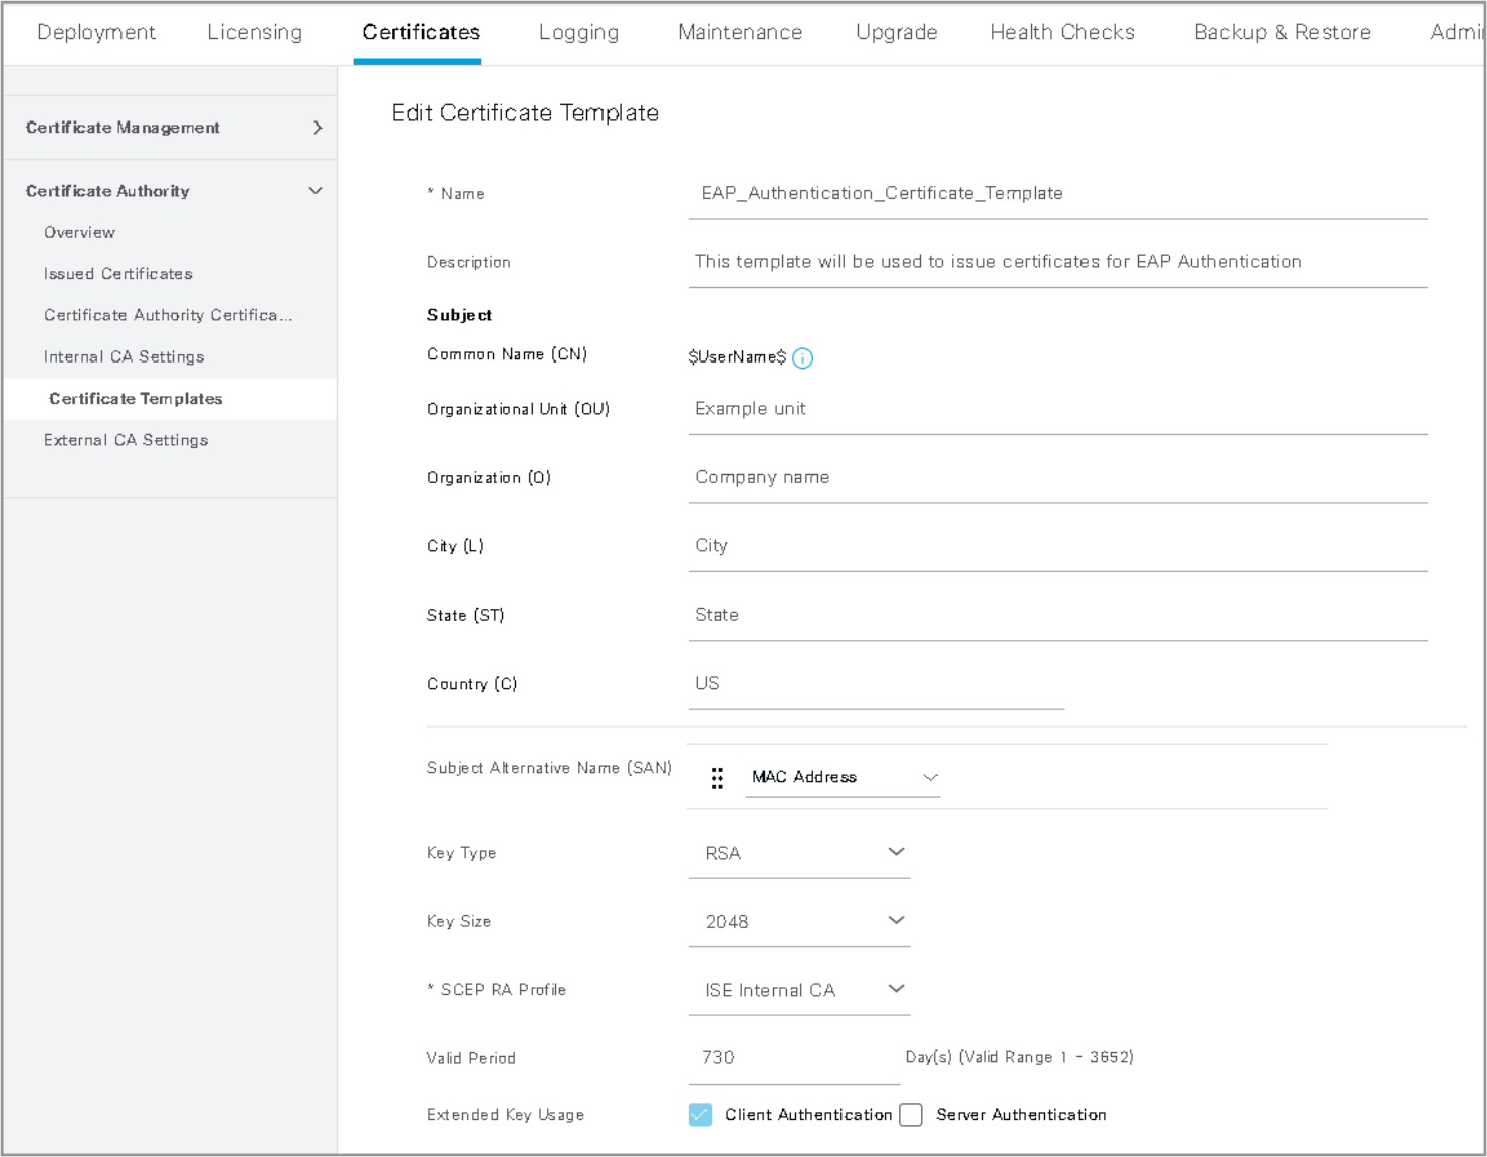 Deployment Licensing Certificates Logging Maintenance Upgrade Health Checks Backup & Restore Admi
Certificate Management
Certificate Authority
Overview
Issued Certificates
Certificate Authority Certifica...
Internal CA Settings
Certificate Templates
External CA Settings
Edit Certificate Template
* Name EAP_Authentication_Certificate_Template
Description This template will be used to issue certificates for EAP Authentication
Subject
Common Name (CN) $UserName$
Organizational Unit (OU) Example unit
Organization (O) Company name
City (L) City
State (ST) State
Country (C) US
Subject Alternative Name (SAN) MAC Address
Key Type RSA
Key Size 2048
* SCEP RA Profile ISE Internal CA
Valid Period 730 Day(s) (Valid Range 1 - 3652)
Extended Key Usage Client Authentication Server Authentication